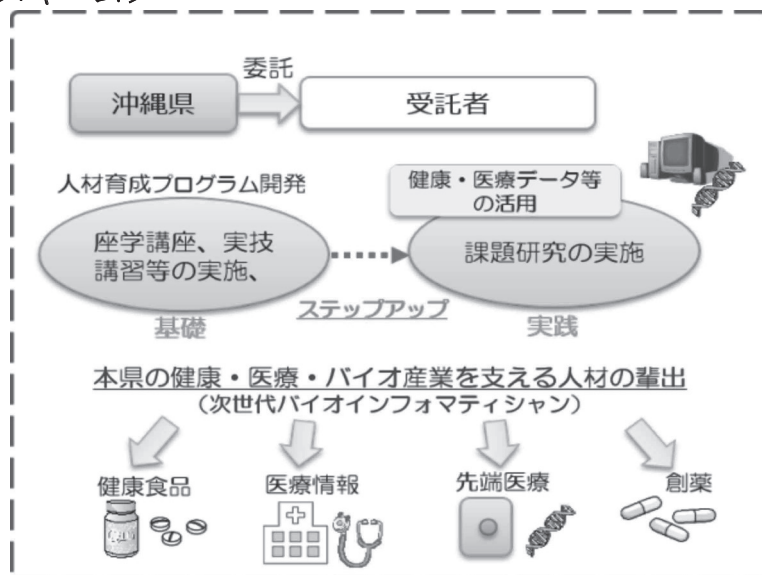 委託
沖縄県
受託者
人材育成プログラム開発
健康・医療データ等
の活用
座学講座、実技
講習等の実施、
課題研究の実施
ステップアップ
基礎
実践
本県の健康・医療・バイオ産業を支える人材の輩出
（次世代バイオインフォマティシャン）
健康食品
医療情報
先端医療
創薬